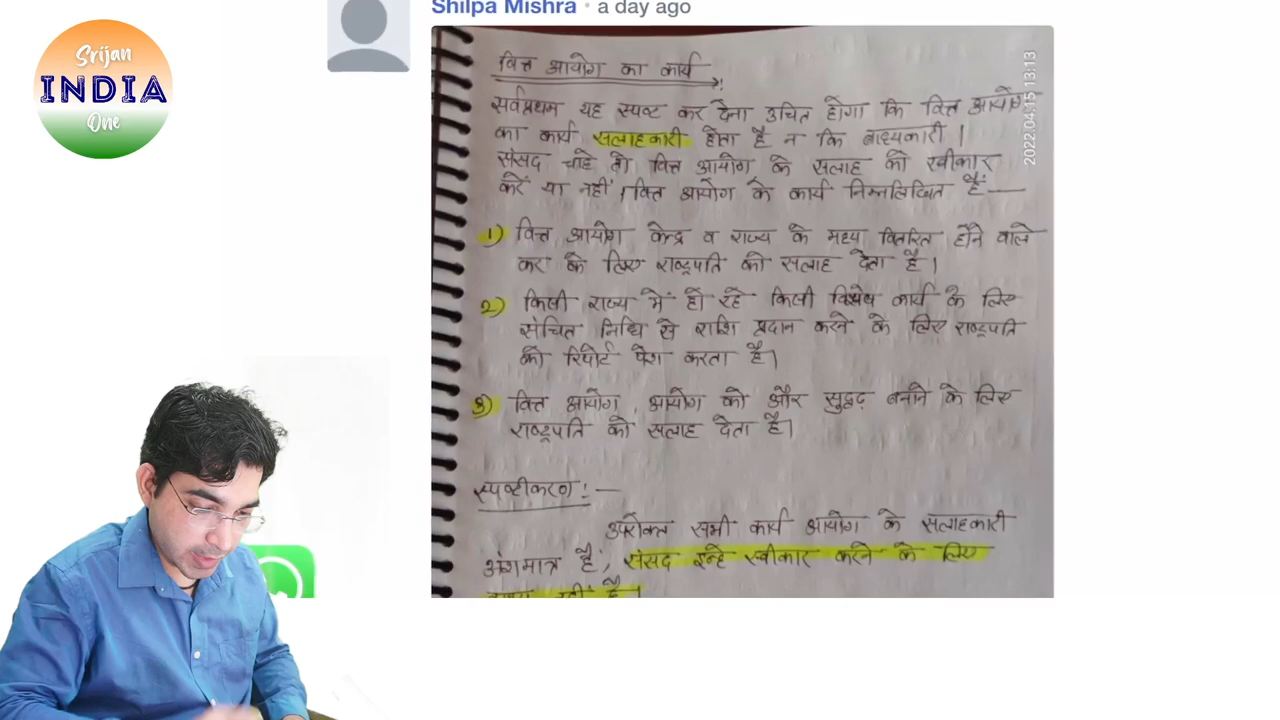 Srijan
INDIA
One
Shilpa Mishra · a day ago
2022.04.15 13:13
वित्त आयोग का कार्य
सर्वप्रथम यह स्पष्ट कर देना उचित होगा कि वित्त आयोग
का कार्य सलाहकारी होता है न कि बाध्यकारी।
संसद चाहे तो वित्त आयोग के सलाह को स्वीकार
करें या नहीं। वित्त आयोग के कार्य निम्नलिखित हैं —
1) वित्त आयोग केन्द्र व राज्य के मध्य वितरित होने वाले
कर के लिए राष्ट्रपति को सलाह देता है।
2) किसी राज्य में हो रहे किसी विशेष कार्य के लिए
संचित निधि से राशि प्रदान करने के लिए राष्ट्रपति
को रिपोर्ट पेश करता है।
3) वित्त आयोग, आयोग को और सुदृढ़ बनाने के लिए
राष्ट्रपति को सलाह देता है।
स्पष्टीकरण :—
उपरोक्त सभी कार्य आयोग के सलाहकारी
अंगमात्र हैं, संसद इन्हे स्वीकार करने के लिए
नहीं है।